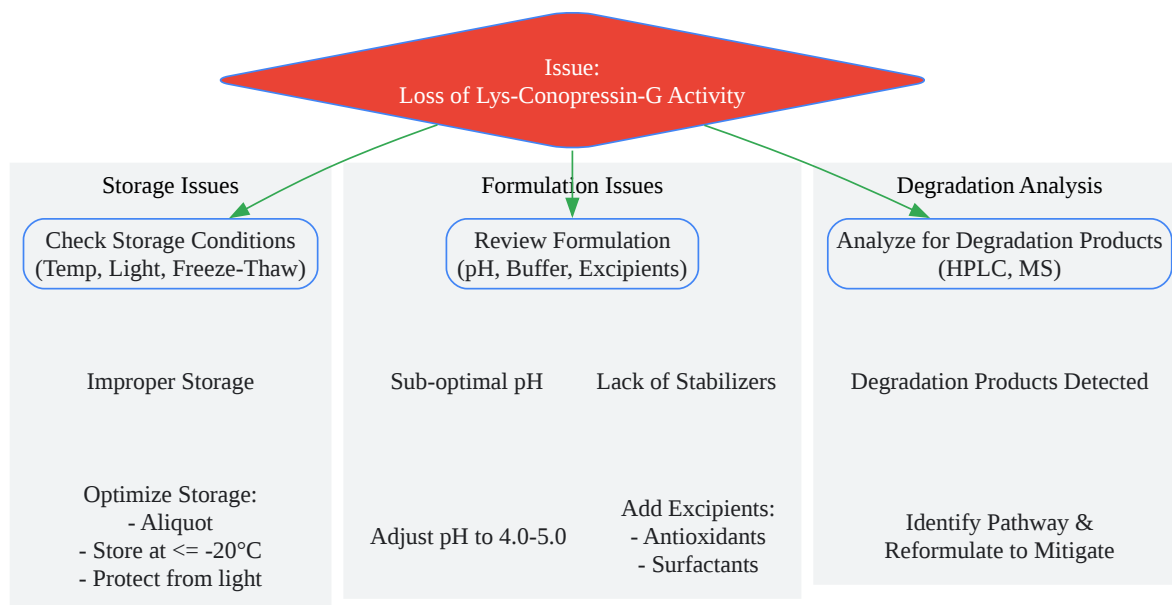 Issue:
Loss of Lys-Conopressin-G Activity
Storage Issues
Check Storage Conditions
(Temp, Light, Freeze-Thaw)
Improper Storage
Optimize Storage:
- Aliquot
- Store at <= -20°C
- Protect from light
Formulation Issues
Review Formulation
(pH, Buffer, Excipients)
Sub-optimal pH
Adjust pH to 4.0-5.0
Lack of Stabilizers
Add Excipients:
- Antioxidants
- Surfactants
Degradation Analysis
Analyze for Degradation Products
(HPLC, MS)
Degradation Products Detected
Identify Pathway &
Reformulate to Mitigate